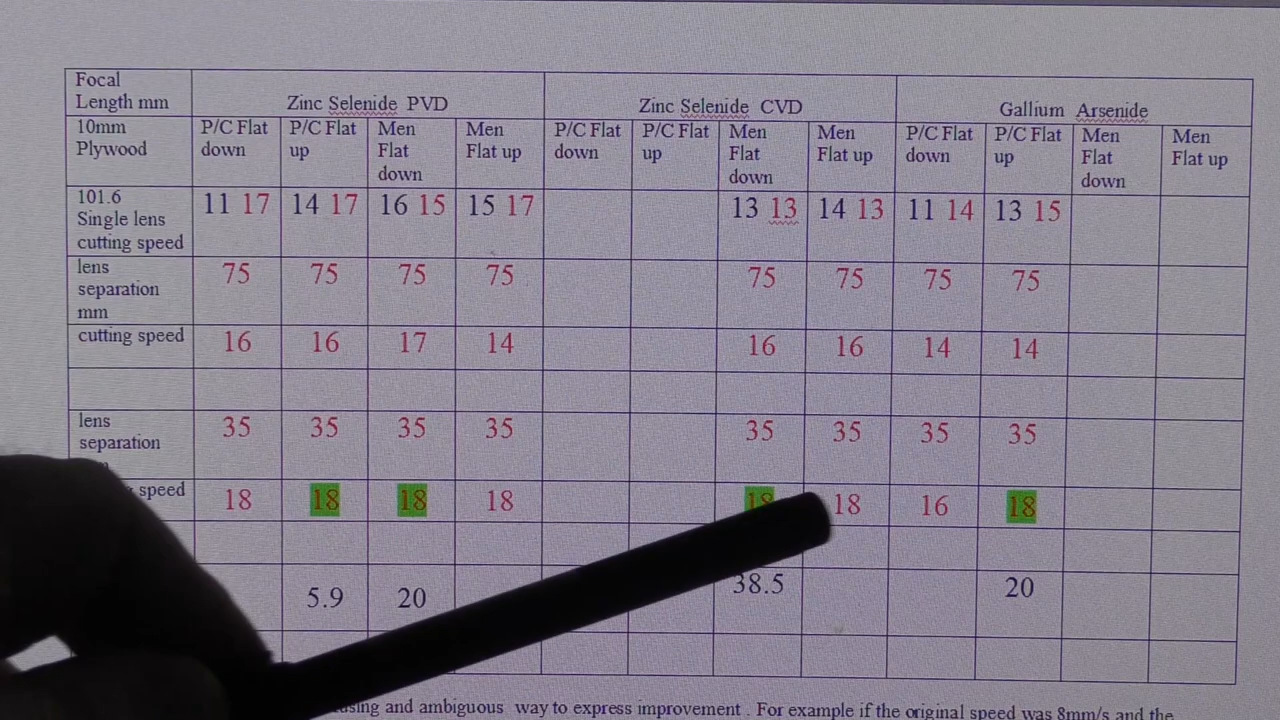 Focal
Length mm
Zinc Selenide PVD
Zinc Selenide CVD
Gallium Arsenide
10mm
Plywood
P/C Flat
down
P/C Flat
up
Men
Flat
down
Men
Flat up
P/C Flat
down
P/C Flat
up
Men
Flat
down
Men
Flat up
P/C Flat
down
P/C Flat
up
Men
Flat
down
Men
Flat up
101.6
Single lens
cutting speed
11 17
14 17
16 15
15 17
13 13
14 13
11 14
13 15
lens
separation
mm
75
75
75
75
75
75
75
75
cutting speed
16
16
17
14
16
16
14
14
lens
separation
35
35
35
35
35
35
35
35
speed
18
18
18
18
18
18
16
18
5.9
20
38.5
20
and ambiguous way to express improvement . For example if the original speed was 8mm/s and the